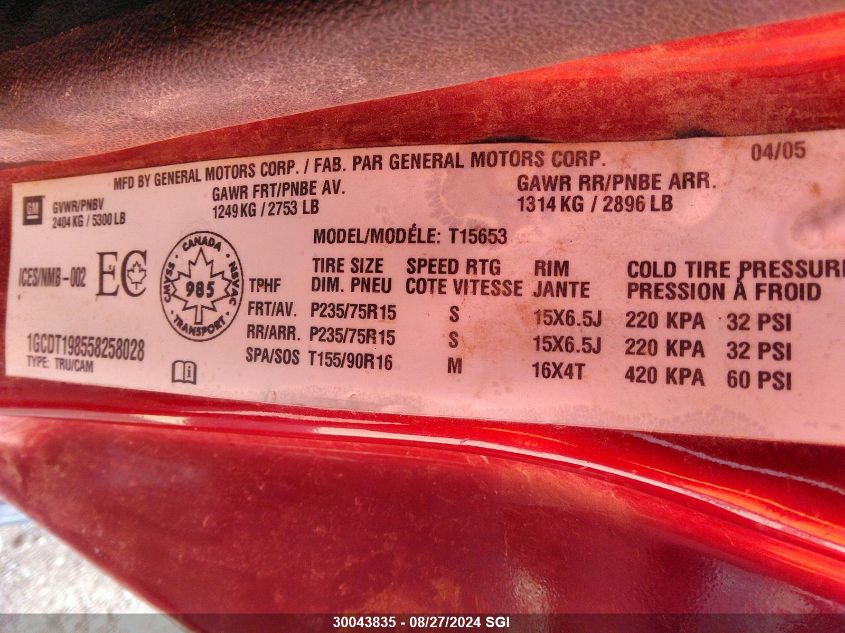 MFD BY GENERAL MOTORS CORP. / FAB. PAR GENERAL MOTORS CORP. 04/05
GM
GVWR/PNBV
2404 KG / 5300 LB
GAWR FRT/PNBE AV.
1249 KG / 2753 LB
GAWR RR/PNBE ARR.
1314 KG / 2896 LB
MODEL/MODÉLE: T15653
ICES/NMB-002 EC
CANADA
CMVSS 985 NSVAC
TRANSPORT
TPHF
TIRE SIZE SPEED RTG RIM COLD TIRE PRESSURE
DIM. PNEU COTE VITESSE JANTE PRESSION À FROID
FRT/AV. P235/75R15 S 15X6.5J 220 KPA 32 PSI
RR/ARR. P235/75R15 S 15X6.5J 220 KPA 32 PSI
SPA/SOS T155/90R16 M 16X4T 420 KPA 60 PSI
1GCDT198558258028
TYPE: TRU/CAM
30043835 - 08/27/2024 SGI